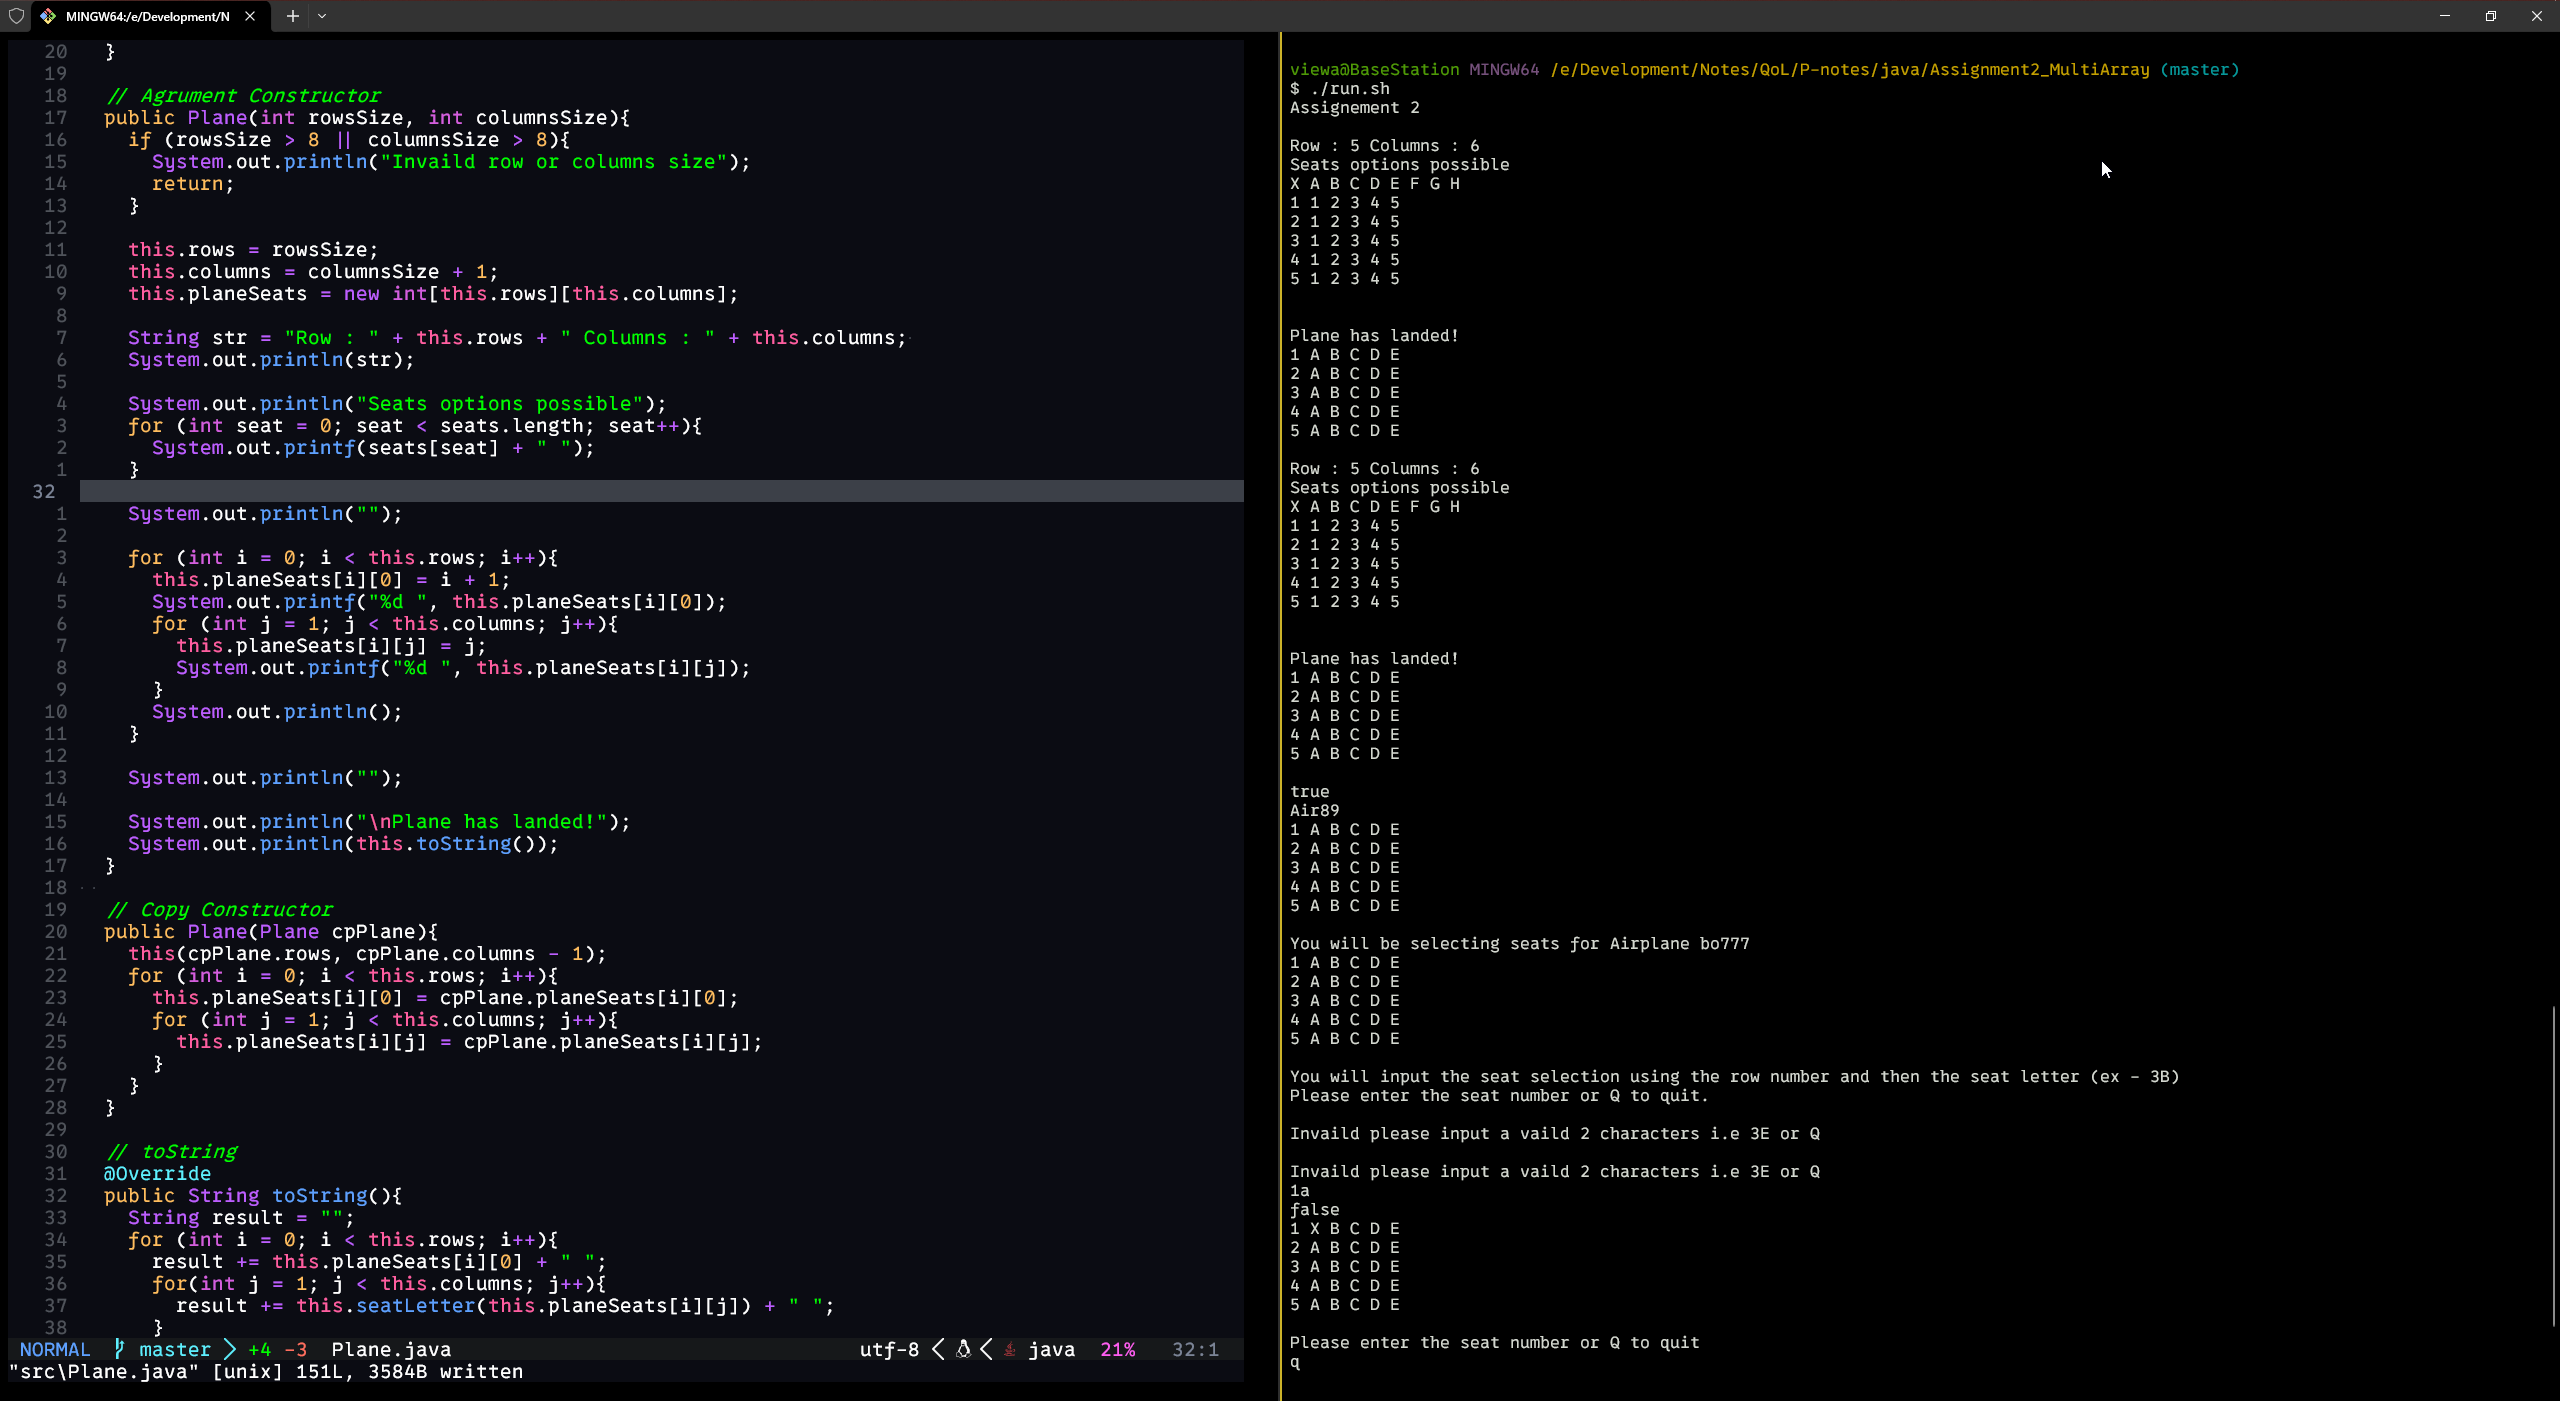 MINGW64:/e/Development/N
20 }
19
18 // Agrument Constructor
17 public Plane(int rowsSize, int columnsSize){
16 if (rowsSize > 8 || columnsSize > 8){
15 System.out.println("Invaild row or columns size");
14 return;
13 }
12
11 this.rows = rowsSize;
10 this.columns = columnsSize + 1;
9 this.planeSeats = new int[this.rows][this.columns];
8
7 String str = "Row : " + this.rows + " Columns : " + this.columns;·
6 System.out.println(str);
5
4 System.out.println("Seats options possible");
3 for (int seat = 0; seat < seats.length; seat++){
2 System.out.printf(seats[seat] + " ");
1 }
32
1 System.out.println("");
2
3 for (int i = 0; i < this.rows; i++){
4 this.planeSeats[i][0] = i + 1;
5 System.out.printf("%d ", this.planeSeats[i][0]);
6 for (int j = 1; j < this.columns; j++){
7 this.planeSeats[i][j] = j;
8 System.out.printf("%d ", this.planeSeats[i][j]);
9 }
10 System.out.println();
11 }
12
13 System.out.println("");
14
15 System.out.println("\nPlane has landed!");
16 System.out.println(this.toString());
17 }
18 ··
19 // Copy Constructor
20 public Plane(Plane cpPlane){
21 this(cpPlane.rows, cpPlane.columns - 1);
22 for (int i = 0; i < this.rows; i++){
23 this.planeSeats[i][0] = cpPlane.planeSeats[i][0];
24 for (int j = 1; j < this.columns; j++){
25 this.planeSeats[i][j] = cpPlane.planeSeats[i][j];
26 }
27 }
28 }
29
30 // toString
31 @Override
32 public String toString(){
33 String result = "";
34 for (int i = 0; i < this.rows; i++){
35 result += this.planeSeats[i][0] + " ";
36 for(int j = 1; j < this.columns; j++){
37 result += this.seatLetter(this.planeSeats[i][j]) + " ";
38 }
NORMAL master +4 -3 Plane.java utf-8 java 21% 32:1
"src\Plane.java" [unix] 151L, 3584B written
viewa@BaseStation MINGW64 /e/Development/Notes/QoL/P-notes/java/Assignment2_MultiArray (master)
$ ./run.sh
Assignement 2
Row : 5 Columns : 6
Seats options possible
X A B C D E F G H
1 1 2 3 4 5
2 1 2 3 4 5
3 1 2 3 4 5
4 1 2 3 4 5
5 1 2 3 4 5
Plane has landed!
1 A B C D E
2 A B C D E
3 A B C D E
4 A B C D E
5 A B C D E
Row : 5 Columns : 6
Seats options possible
X A B C D E F G H
1 1 2 3 4 5
2 1 2 3 4 5
3 1 2 3 4 5
4 1 2 3 4 5
5 1 2 3 4 5
Plane has landed!
1 A B C D E
2 A B C D E
3 A B C D E
4 A B C D E
5 A B C D E
true
Air89
1 A B C D E
2 A B C D E
3 A B C D E
4 A B C D E
5 A B C D E
You will be selecting seats for Airplane bo777
1 A B C D E
2 A B C D E
3 A B C D E
4 A B C D E
5 A B C D E
You will input the seat selection using the row number and then the seat letter (ex - 3B)
Please enter the seat number or Q to quit.
Invaild please input a vaild 2 characters i.e 3E or Q
Invaild please input a vaild 2 characters i.e 3E or Q
1a
false
1 X B C D E
2 A B C D E
3 A B C D E
4 A B C D E
5 A B C D E
Please enter the seat number or Q to quit
q